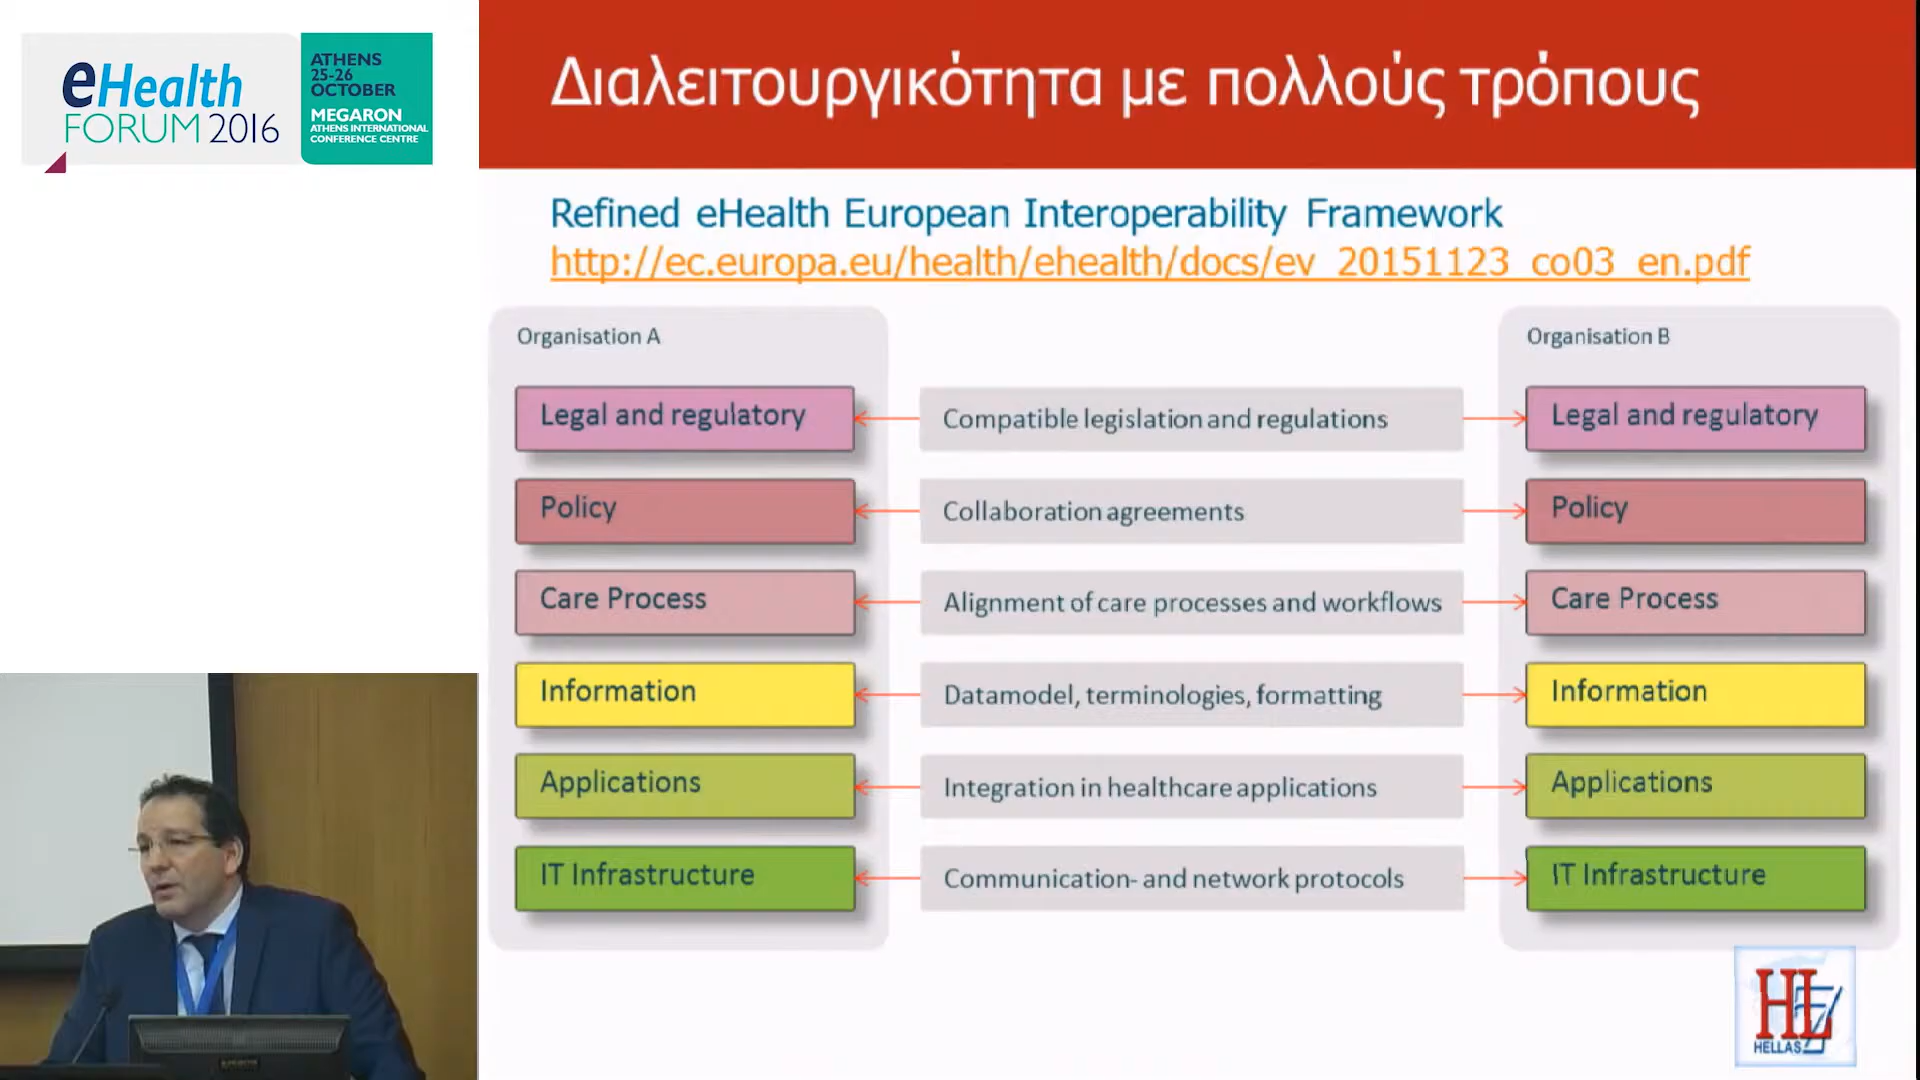 eHealth
FORUM 2016
ATHENS
25-26
OCTOBER
MEGARON
ATHENS INTERNATIONAL
CONFERENCE CENTRE
Διαλειτουργικότητα με πολλούς τρόπους
Refined eHealth European Interoperability Framework
http://ec.europa.eu/health/ehealth/docs/ev_20151123_co03_en.pdf
Organisation A
Organisation B
Legal and regulatory
Compatible legislation and regulations
Legal and regulatory
Policy
Collaboration agreements
Policy
Care Process
Alignment of care processes and workflows
Care Process
Information
Datamodel, terminologies, formatting
Information
Applications
Integration in healthcare applications
Applications
IT Infrastructure
Communication- and network protocols
IT Infrastructure
HL7
HELLAS